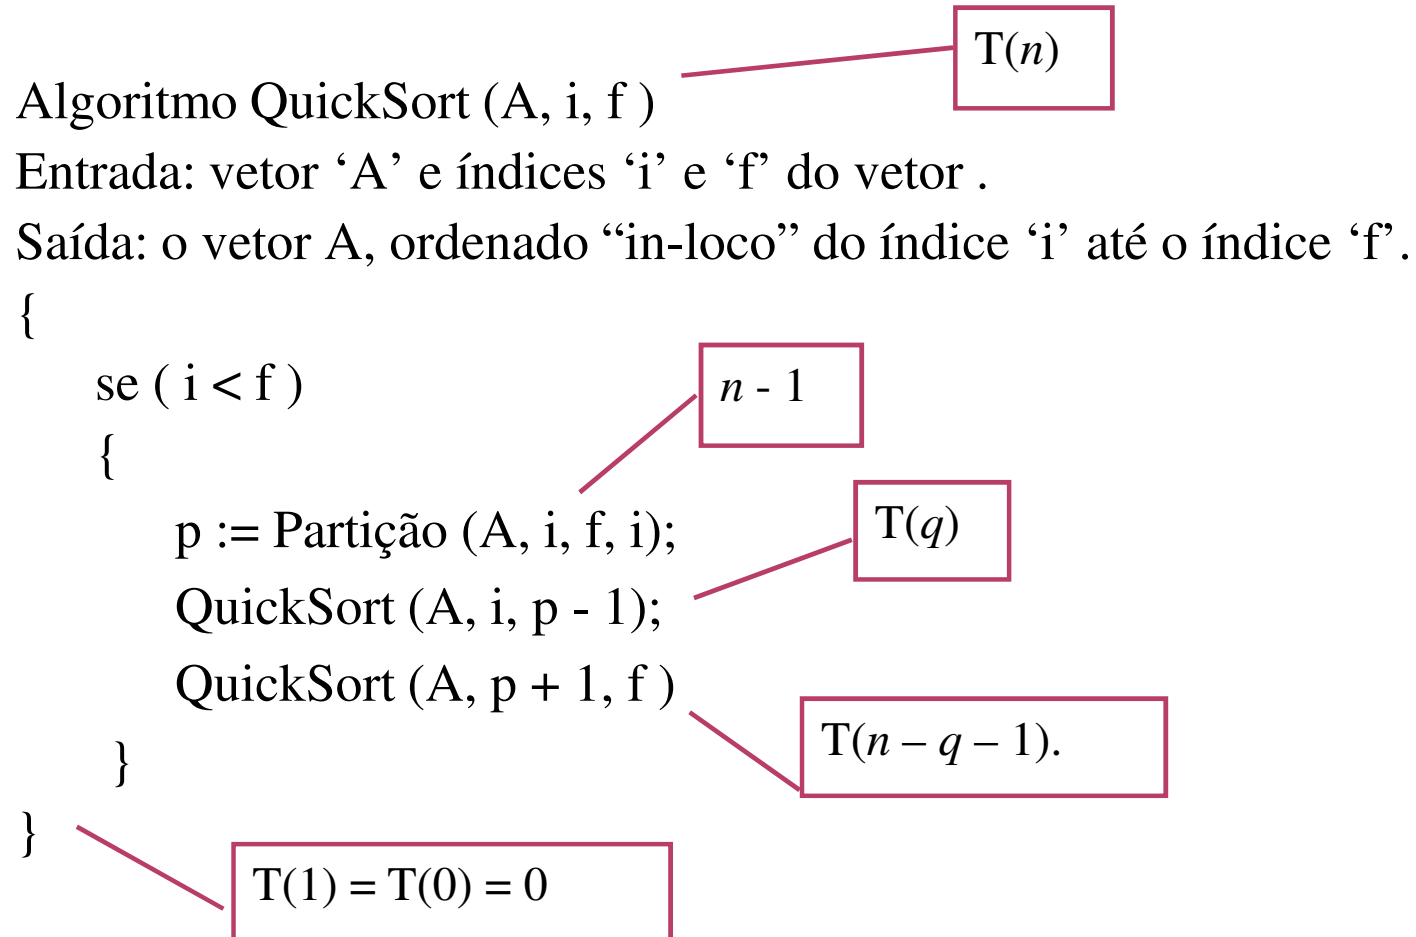 T(n)
Algoritmo QuickSort (A, i, f )
Entrada: vetor ‘A’ e índices ‘i’ e ‘f’ do vetor .
Saída: o vetor A, ordenado “in-loco” do índice ‘i’ até o índice ‘f’.
{
se ( i < f )
n - 1
{
p := Partição (A, i, f, i);
T(q)
QuickSort (A, i, p - 1);
QuickSort (A, p + 1, f )
T(n – q – 1).
}
}
T(1) = T(0) = 0